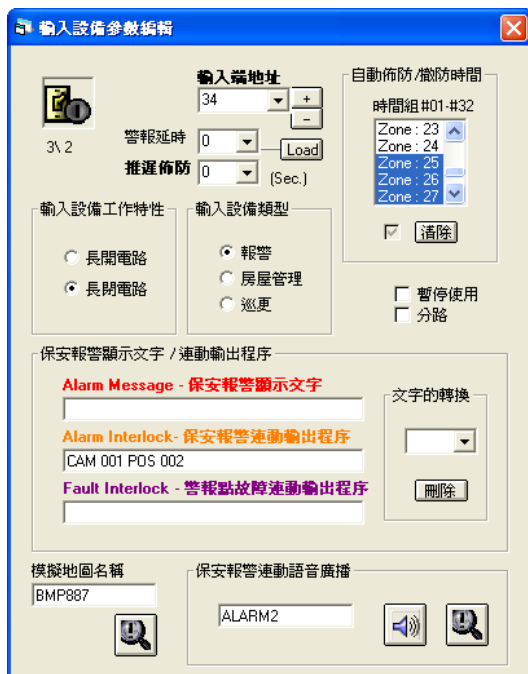 輸入設備參數編輯
輸入端地址
34
+
-
3\ 2
警報延時 0
Load
推遲佈防 0
(Sec.)
自動佈防/撤防時間
時間組#01-#32
Zone : 23
Zone : 24
Zone : 25
Zone : 26
Zone : 27
清除
輸入設備工作特性
長開電路
長閉電路
輸入設備類型
報警
房屋管理
巡更
暫停使用
分路
保安報警顯示文字 / 連動輸出程序
Alarm Message - 保安報警顯示文字
Alarm Interlock- 保安報警連動輸出程序
CAM 001 POS 002
Fault Interlock - 警報點故障連動輸出程序
文字的轉換
刪除
模擬地圖名稱
BMP887
保安報警連動語音廣播
ALARM2